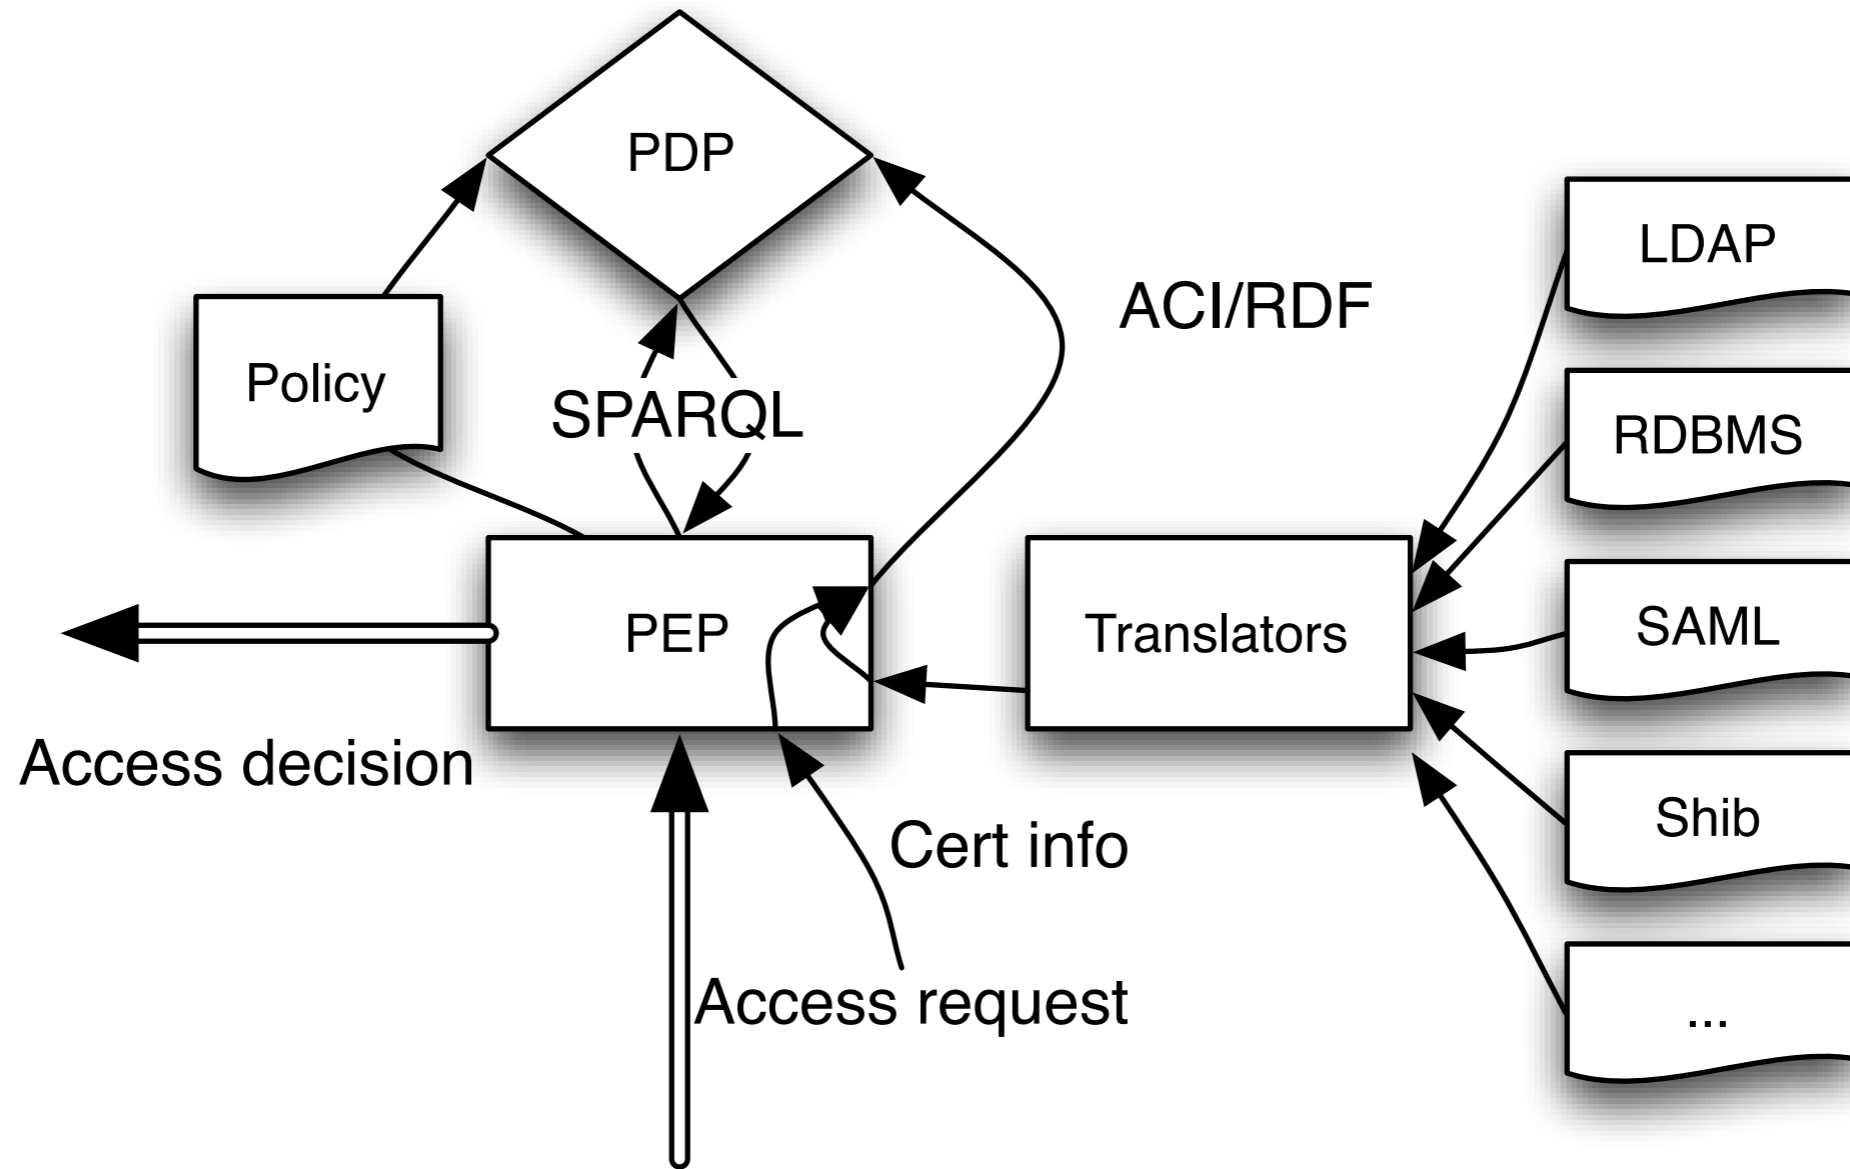 PDP
LDAP
ACI/RDF
Policy
SPARQL
RDBMS
PEP
Translators
SAML
Access decision
Cert info
Shib
Access request
...